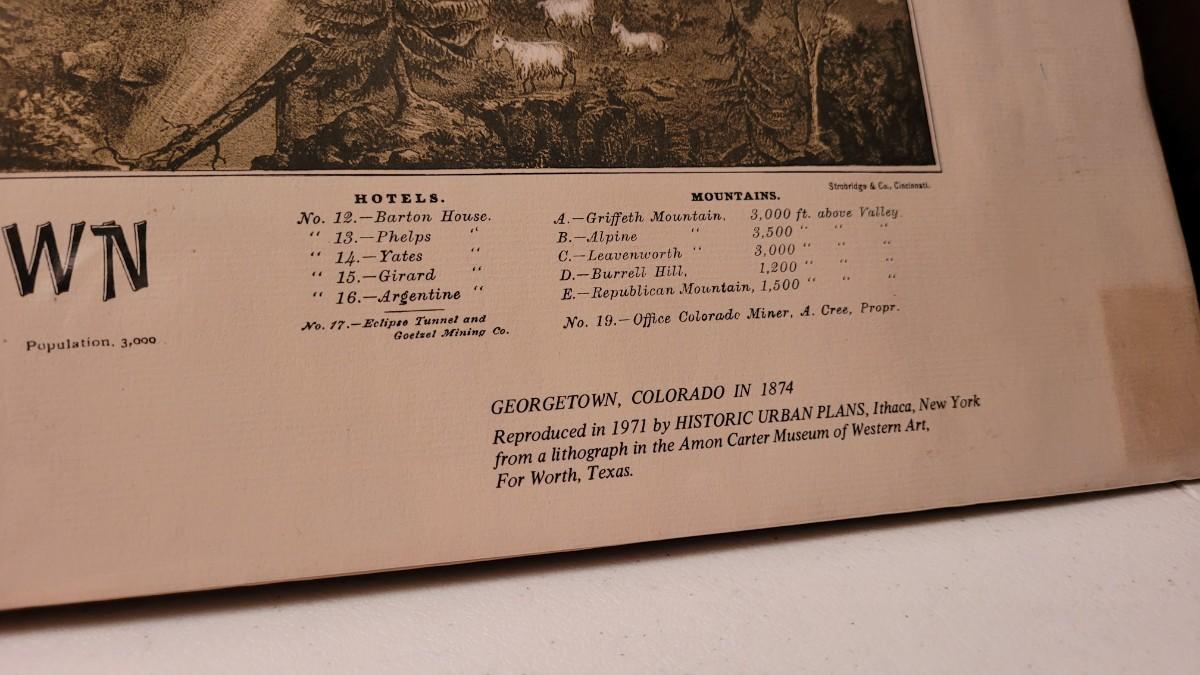 Strobridge & Co., Cincinnati.
WN
Population, 3,000
HOTELS.
No. 12.—Barton House.
“ 13.—Phelps “
“ 14.—Yates “
“ 15.—Girard “
“ 16.—Argentine “
No. 17.—Eclipse Tunnel and
Goetzel Mining Co.
MOUNTAINS.
A.—Griffeth Mountain, 3,000 ft. above Valley.
B.—Alpine “ 3,500 “ “ “
C.—Leavenworth “ 3,000 “ “ “
D.—Burrell Hill, 1,200 “ “ “
E.—Republican Mountain, 1,500 “ “ “
No. 19.—Office Colorado Miner, A. Cree, Propr.
GEORGETOWN, COLORADO IN 1874
Reproduced in 1971 by HISTORIC URBAN PLANS, Ithaca, New York
from a lithograph in the Amon Carter Museum of Western Art,
For Worth, Texas.